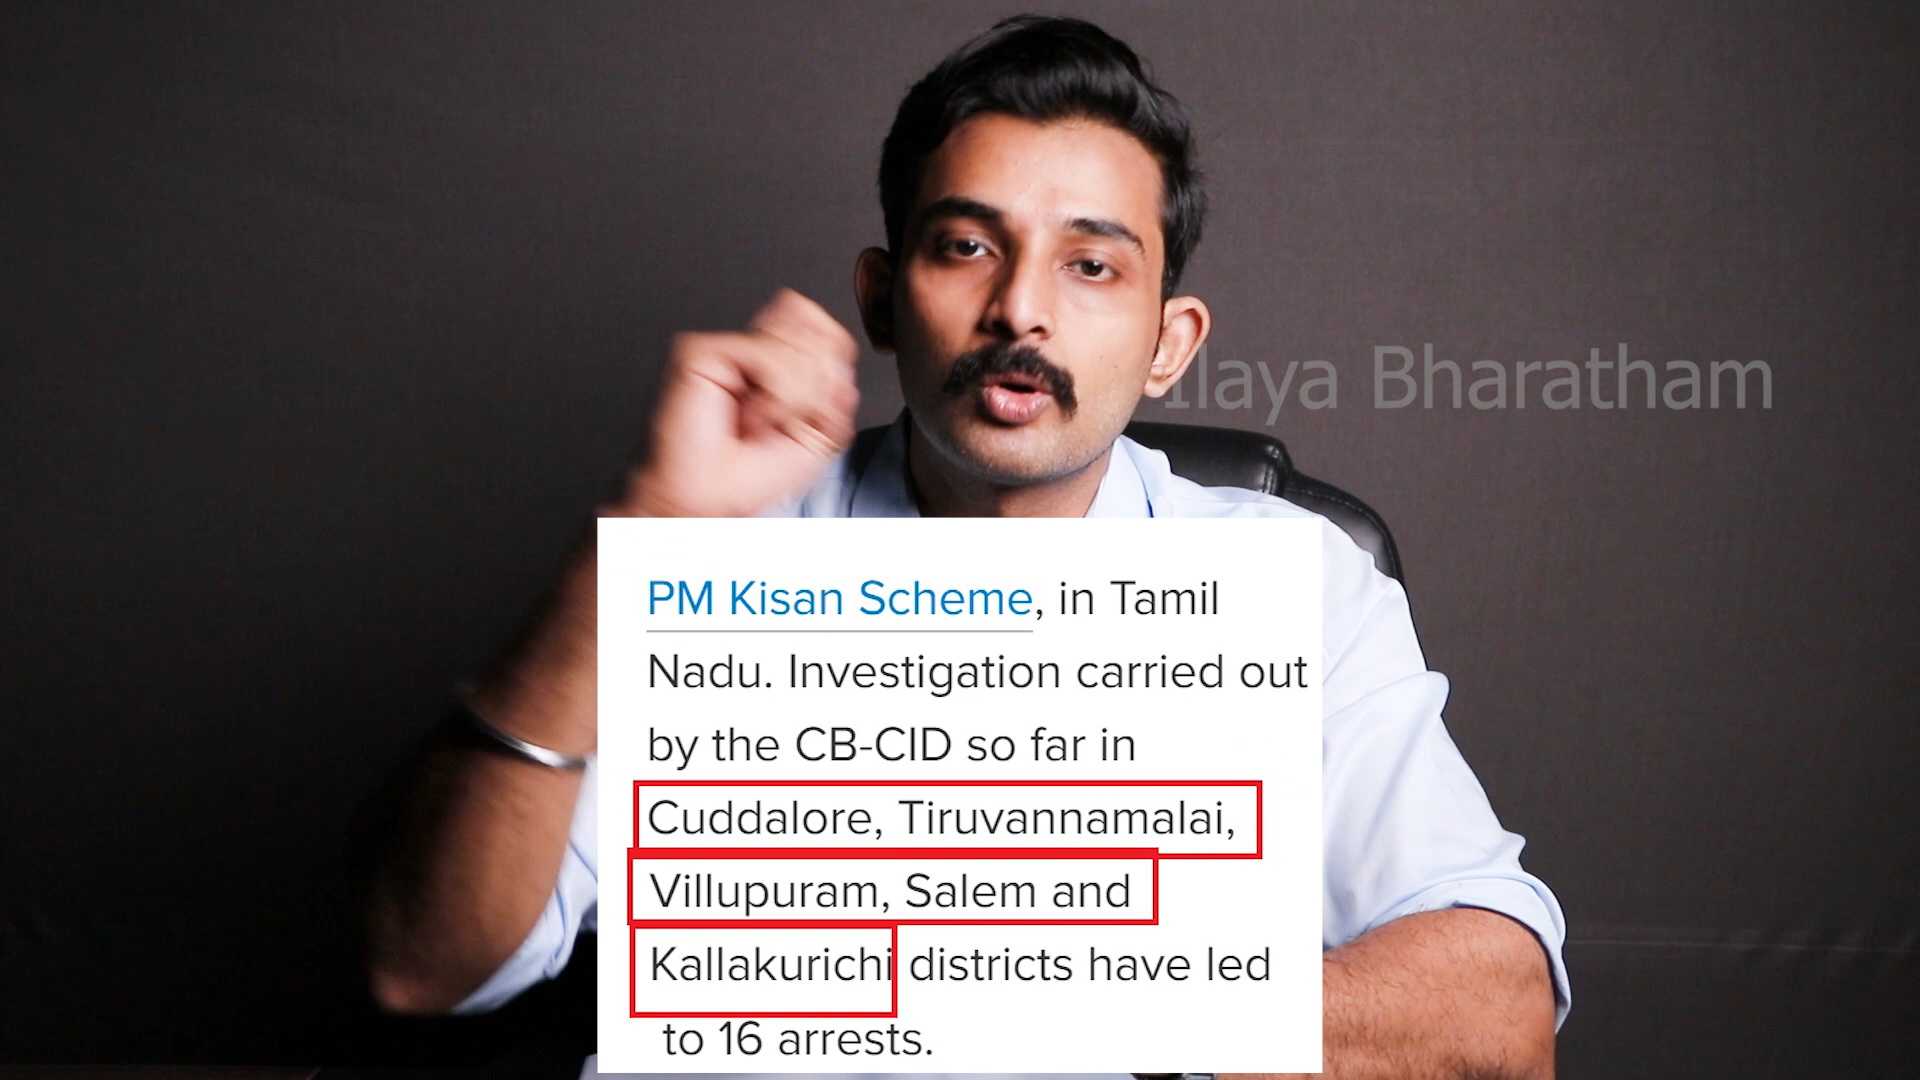 Ilaya Bharatham
PM Kisan Scheme, in Tamil
Nadu. Investigation carried out
by the CB-CID so far in
Cuddalore, Tiruvannamalai,
Villupuram, Salem and
Kallakurichi districts have led
to 16 arrests.